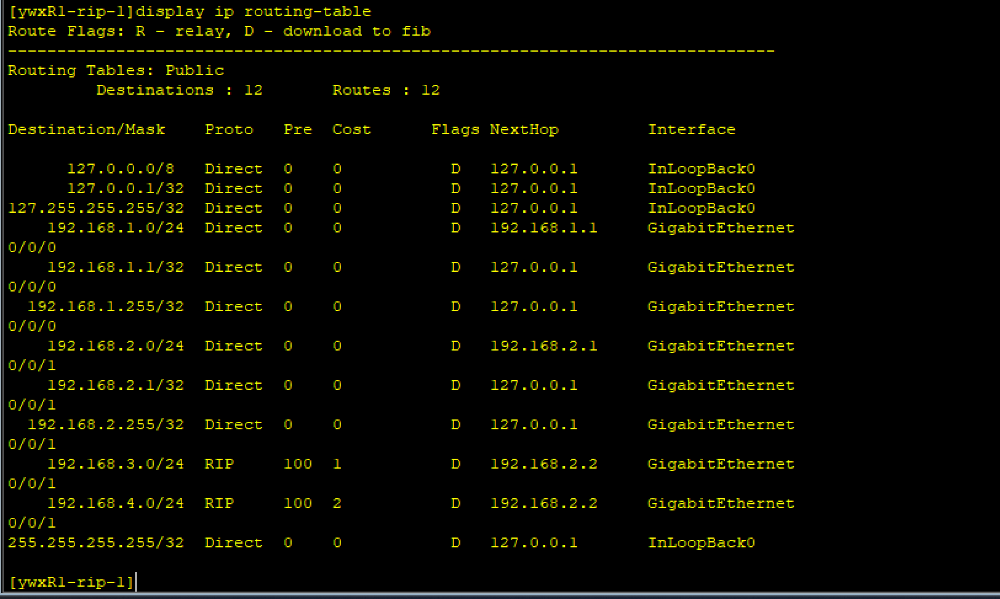 [ywxR1-rip-1]display ip routing-table
Route Flags: R - relay, D - download to fib
------------------------------------------------------------------------------
Routing Tables: Public
         Destinations : 12       Routes : 12

Destination/Mask    Proto   Pre  Cost      Flags NextHop         Interface

      127.0.0.0/8   Direct  0    0           D   127.0.0.1       InLoopBack0
      127.0.0.1/32  Direct  0    0           D   127.0.0.1       InLoopBack0
127.255.255.255/32  Direct  0    0           D   127.0.0.1       InLoopBack0
    192.168.1.0/24  Direct  0    0           D   192.168.1.1     GigabitEthernet
0/0/0
    192.168.1.1/32  Direct  0    0           D   127.0.0.1       GigabitEthernet
0/0/0
  192.168.1.255/32  Direct  0    0           D   127.0.0.1       GigabitEthernet
0/0/0
    192.168.2.0/24  Direct  0    0           D   192.168.2.1     GigabitEthernet
0/0/1
    192.168.2.1/32  Direct  0    0           D   127.0.0.1       GigabitEthernet
0/0/1
  192.168.2.255/32  Direct  0    0           D   127.0.0.1       GigabitEthernet
0/0/1
    192.168.3.0/24  RIP     100  1           D   192.168.2.2     GigabitEthernet
0/0/1
    192.168.4.0/24  RIP     100  2           D   192.168.2.2     GigabitEthernet
0/0/1
255.255.255.255/32  Direct  0    0           D   127.0.0.1       InLoopBack0

[ywxR1-rip-1]